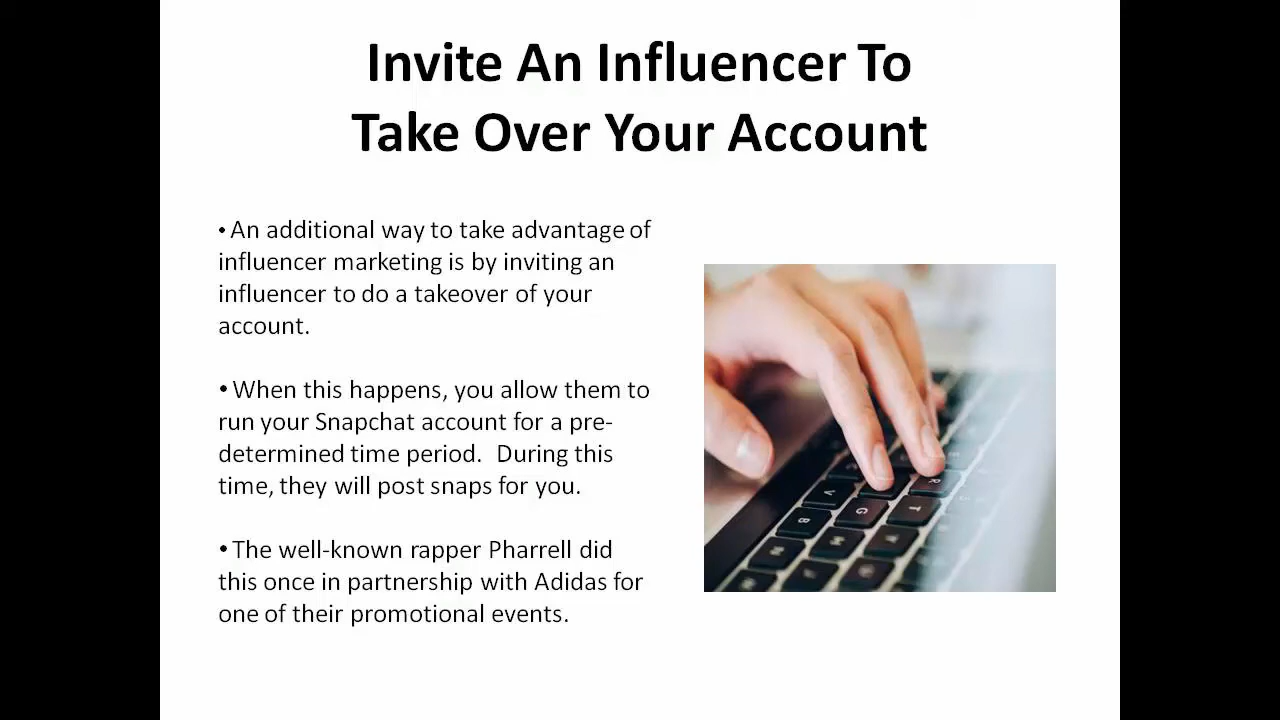 Invite An Influencer To
Take Over Your Account
• An additional way to take advantage of
influencer marketing is by inviting an
influencer to do a takeover of your
account.
• When this happens, you allow them to
run your Snapchat account for a pre-
determined time period.  During this
time, they will post snaps for you.
• The well-known rapper Pharrell did
this once in partnership with Adidas for
one of their promotional events.
R
T
G
V
B
H
N